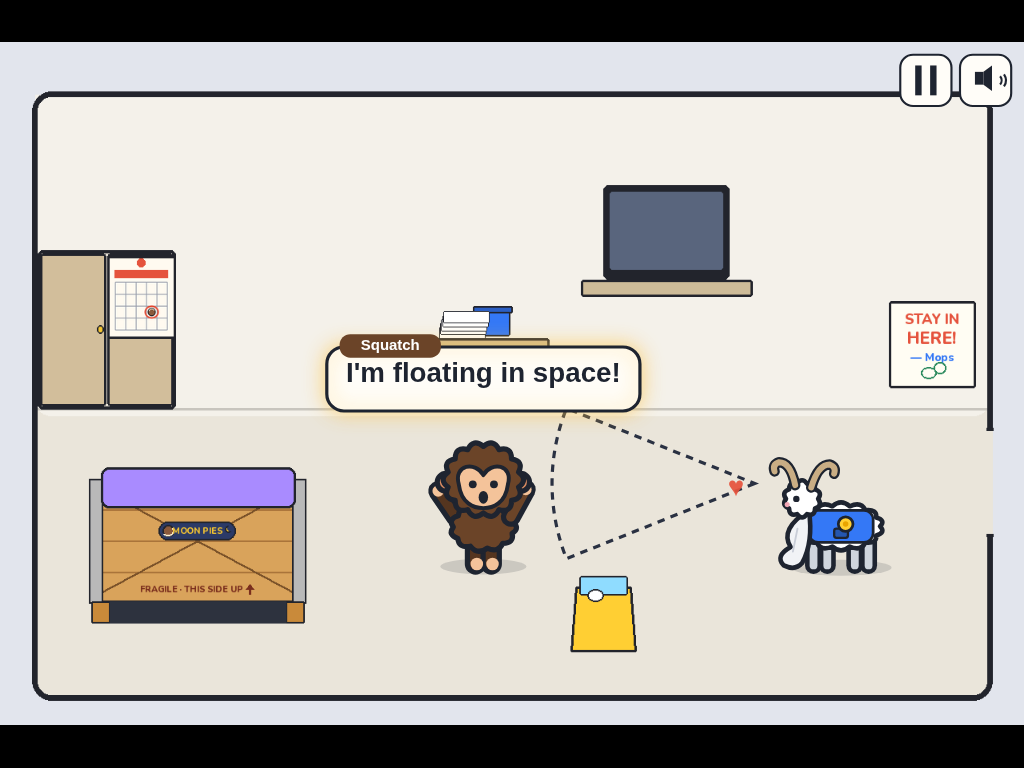 Squatch
I'm floating in space!
STAY IN
HERE!
— Mops
MOON PIES
FRAGILE · THIS SIDE UP